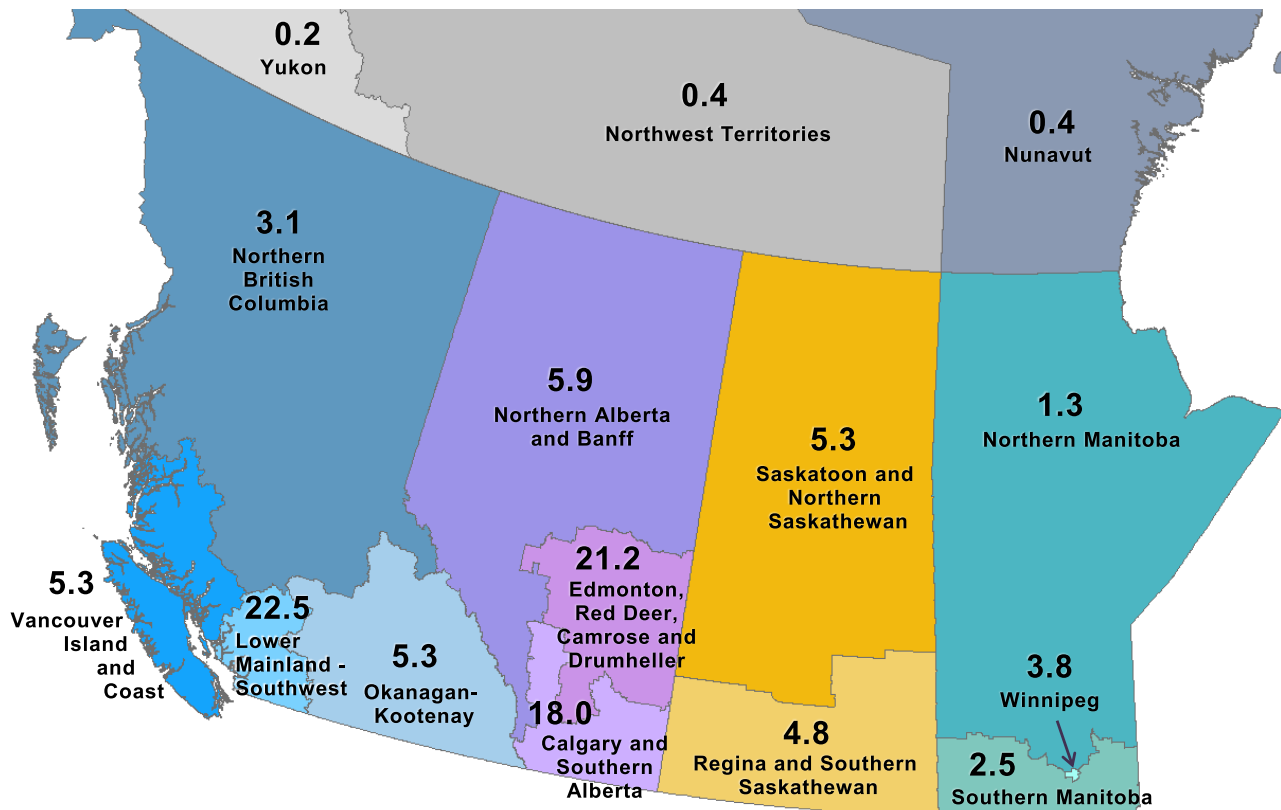 0.2
Yukon
0.4
Northwest Territories
0.4
Nunavut
3.1
Northern
British
Columbia
5.9
Northern Alberta
and Banff
5.3
Saskatoon and
Northern
Saskathewan
1.3
Northern Manitoba
5.3
Vancouver
Island
and
Coast
22.5
Lower
Mainland -
Southwest
5.3
Okanagan-
Kootenay
21.2
Edmonton,
Red Deer,
Camrose and
Drumheller
18.0
Calgary and
Southern
Alberta
4.8
Regina and Southern
Saskathewan
3.8
Winnipeg
2.5
Southern Manitoba